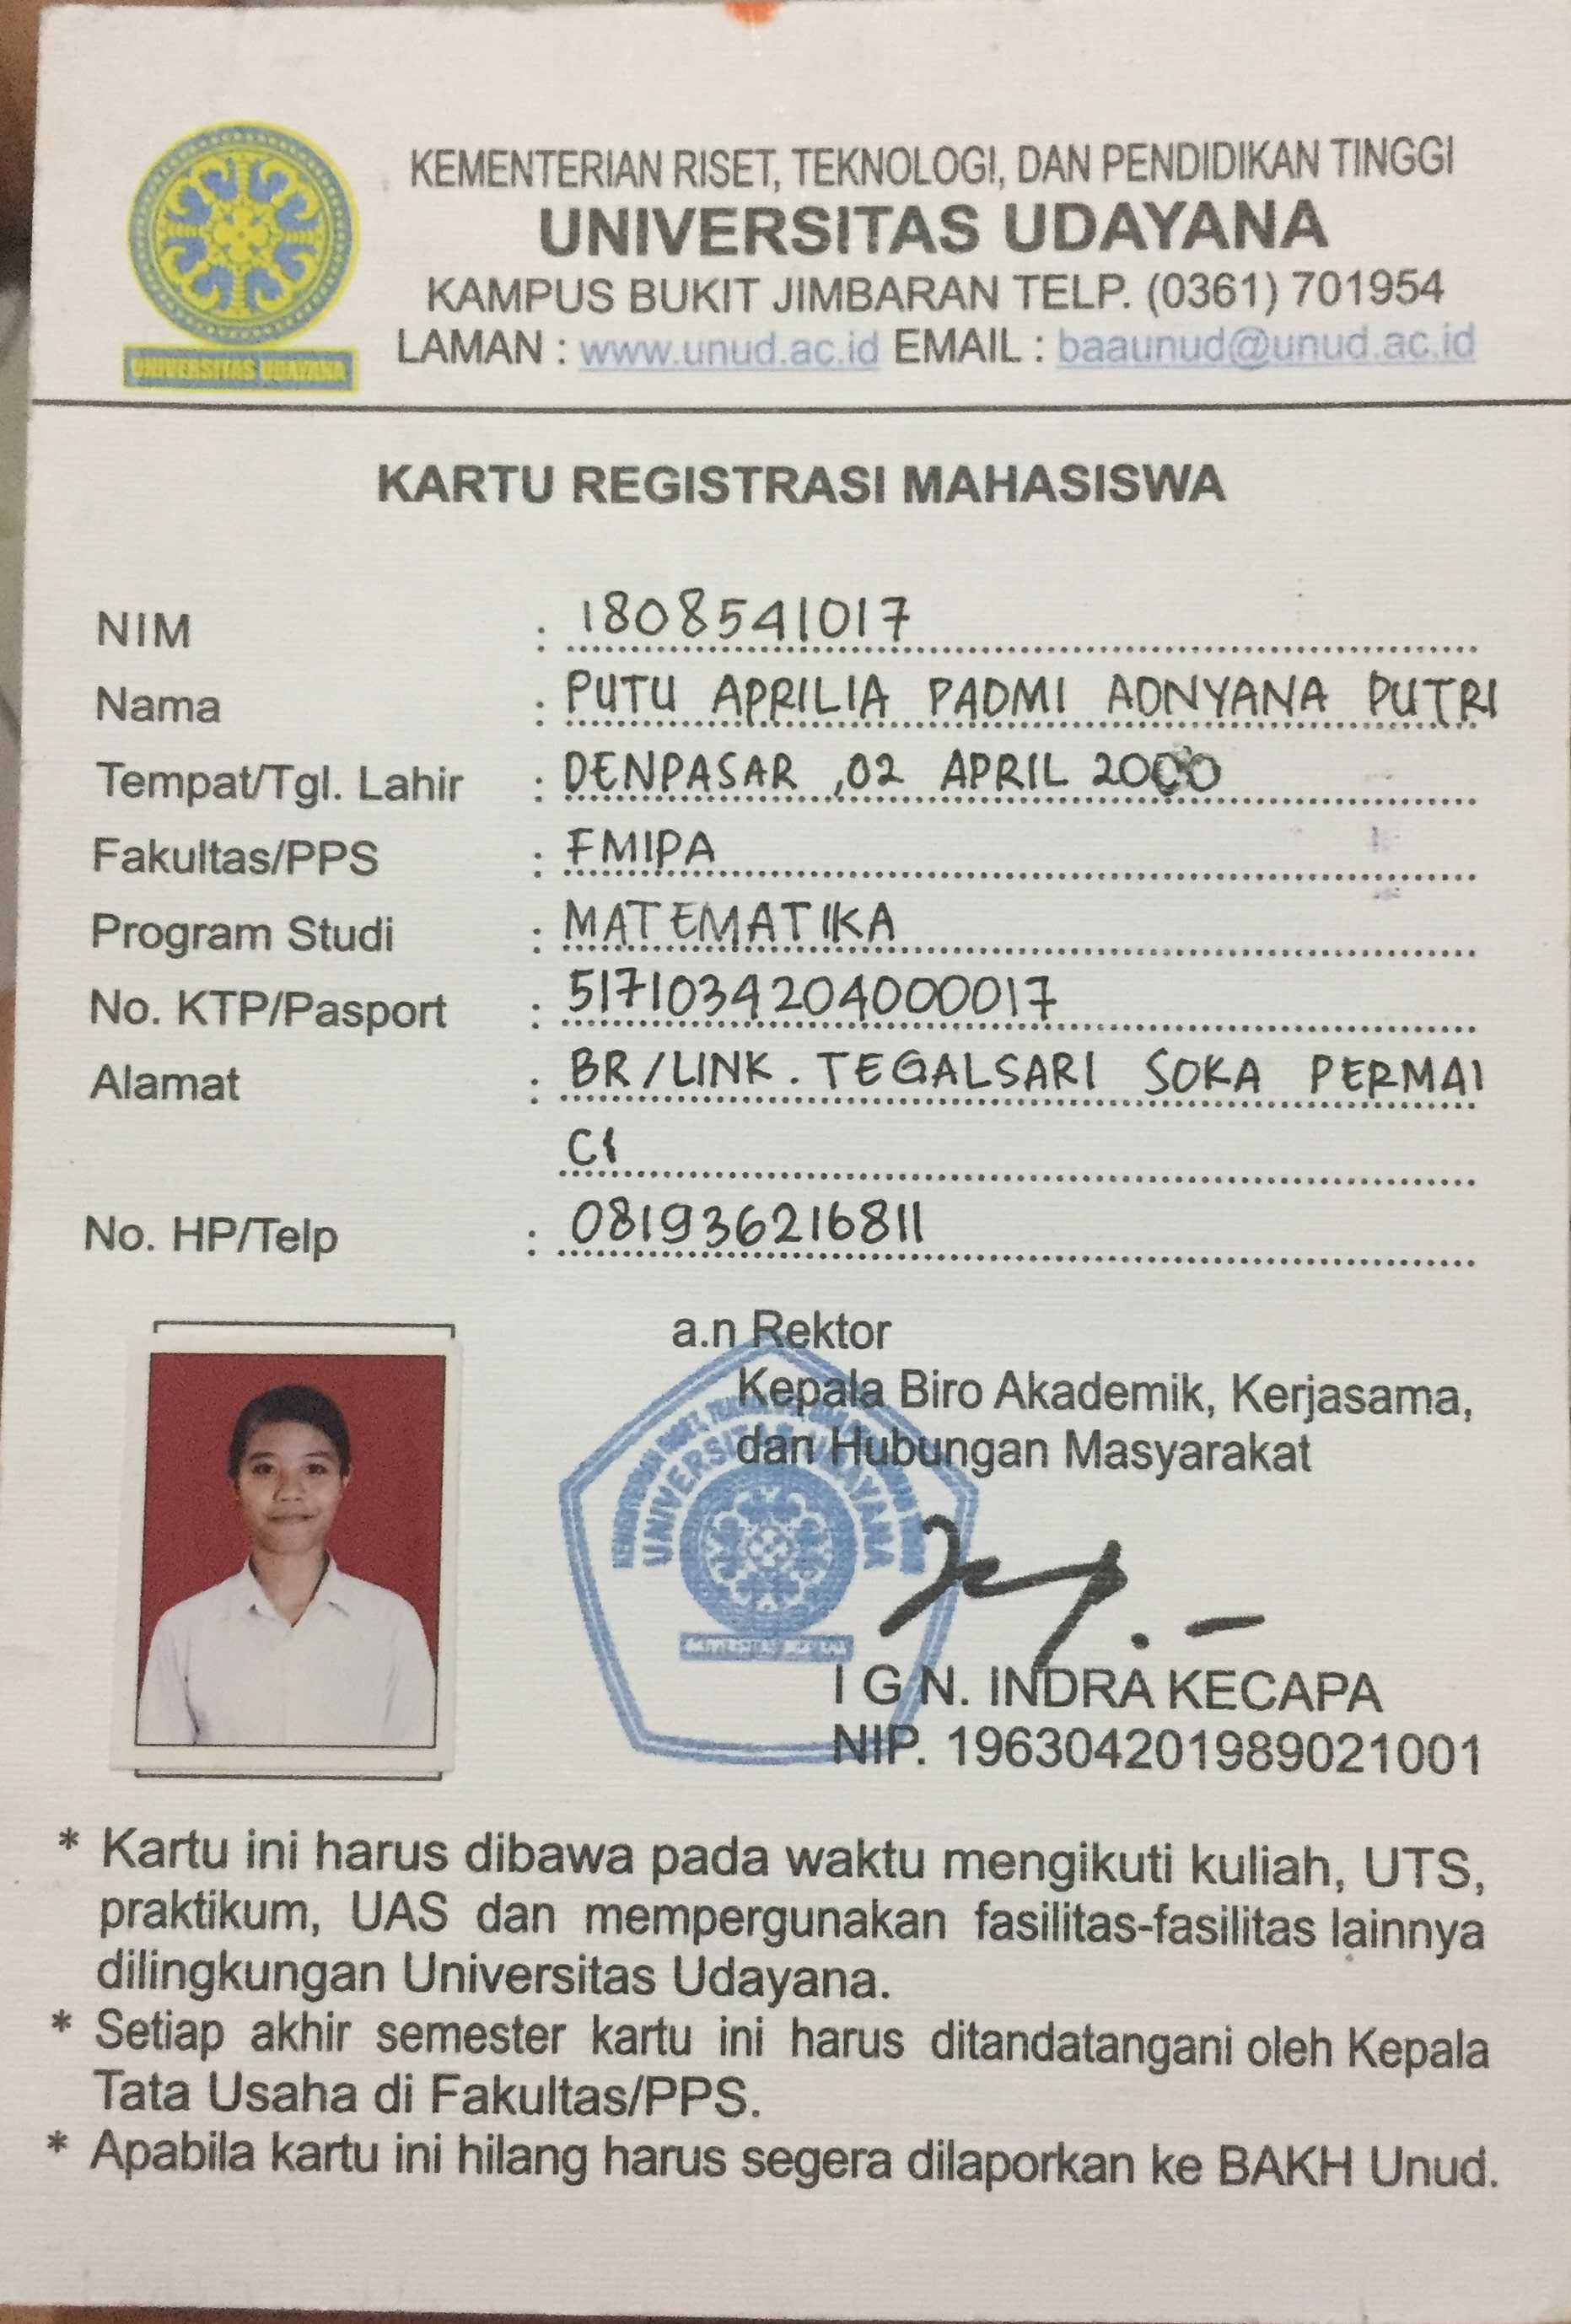 KEMENTERIAN RISET, TEKNOLOGI, DAN PENDIDIKAN TINGGI
UNIVERSITAS UDAYANA
KAMPUS BUKIT JIMBARAN TELP. (0361) 701954
LAMAN : www.unud.ac.id EMAIL : baaunud@unud.ac.id
UNIVERSITAS UDAYANA
KARTU REGISTRASI MAHASISWA
NIM : 1808541017
Nama : PUTU APRILIA PADMI ADNYANA PUTRI
Tempat/Tgl. Lahir : DENPASAR ,02 APRIL 2000
Fakultas/PPS : FMIPA
Program Studi : MATEMATIKA
No. KTP/Pasport : 5171034204000017
Alamat : BR/LINK. TEGALSARI SOKA PERMAI
C1
No. HP/Telp : 081936216811
a.n Rektor
Kepala Biro Akademik, Kerjasama,
dan Hubungan Masyarakat
UNIVERSITAS UDAYANA
I G N. INDRA KECAPA
NIP. 196304201989021001
* Kartu ini harus dibawa pada waktu mengikuti kuliah, UTS,
praktikum, UAS dan mempergunakan fasilitas-fasilitas lainnya
dilingkungan Universitas Udayana.
* Setiap akhir semester kartu ini harus ditandatangani oleh Kepala
Tata Usaha di Fakultas/PPS.
* Apabila kartu ini hilang harus segera dilaporkan ke BAKH Unud.